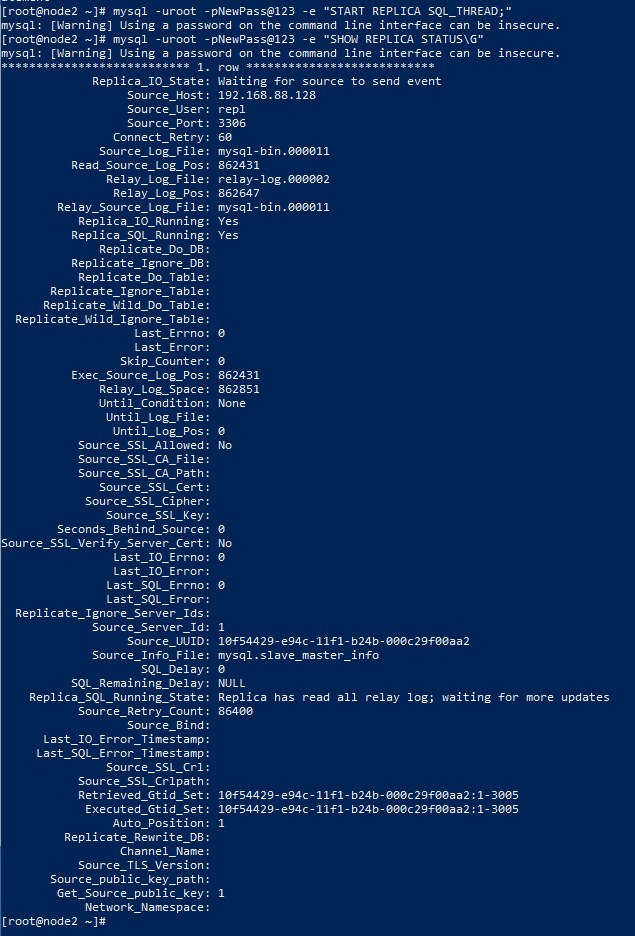 [root@node2 ~]# mysql -uroot -pNewPass@123 -e "START REPLICA SQL_THREAD;"
mysql: [Warning] Using a password on the command line interface can be insecure.
[root@node2 ~]# mysql -uroot -pNewPass@123 -e "SHOW REPLICA STATUS\G"
mysql: [Warning] Using a password on the command line interface can be insecure.
*************************** 1. row ***************************
Replica_IO_State: Waiting for source to send event
Source_Host: 192.168.88.128
Source_User: repl
Source_Port: 3306
Connect_Retry: 60
Source_Log_File: mysql-bin.000011
Read_Source_Log_Pos: 862431
Relay_Log_File: relay-log.000002
Relay_Log_Pos: 862647
Relay_Source_Log_File: mysql-bin.000011
Replica_IO_Running: Yes
Replica_SQL_Running: Yes
Replicate_Do_DB:
Replicate_Ignore_DB:
Replicate_Do_Table:
Replicate_Ignore_Table:
Replicate_Wild_Do_Table:
Replicate_Wild_Ignore_Table:
Last_Errno: 0
Last_Error:
Skip_Counter: 0
Exec_Source_Log_Pos: 862431
Relay_Log_Space: 862851
Until_Condition: None
Until_Log_File:
Until_Log_Pos: 0
Source_SSL_Allowed: No
Source_SSL_CA_File:
Source_SSL_CA_Path:
Source_SSL_Cert:
Source_SSL_Cipher:
Source_SSL_Key:
Seconds_Behind_Source: 0
Source_SSL_Verify_Server_Cert: No
Last_IO_Errno: 0
Last_IO_Error:
Last_SQL_Errno: 0
Last_SQL_Error:
Replicate_Ignore_Server_Ids:
Source_Server_Id: 1
Source_UUID: 10f54429-e94c-11f1-b24b-000c29f00aa2
Source_Info_File: mysql.slave_master_info
SQL_Delay: 0
SQL_Remaining_Delay: NULL
Replica_SQL_Running_State: Replica has read all relay log; waiting for more updates
Source_Retry_Count: 86400
Source_Bind:
Last_IO_Error_Timestamp:
Last_SQL_Error_Timestamp:
Source_SSL_Crl:
Source_SSL_Crlpath:
Retrieved_Gtid_Set: 10f54429-e94c-11f1-b24b-000c29f00aa2:1-3005
Executed_Gtid_Set: 10f54429-e94c-11f1-b24b-000c29f00aa2:1-3005
Auto_Position: 1
Replicate_Rewrite_DB:
Channel_Name:
Source_TLS_Version:
Source_public_key_path:
Get_Source_public_key: 1
Network_Namespace:
[root@node2 ~]#